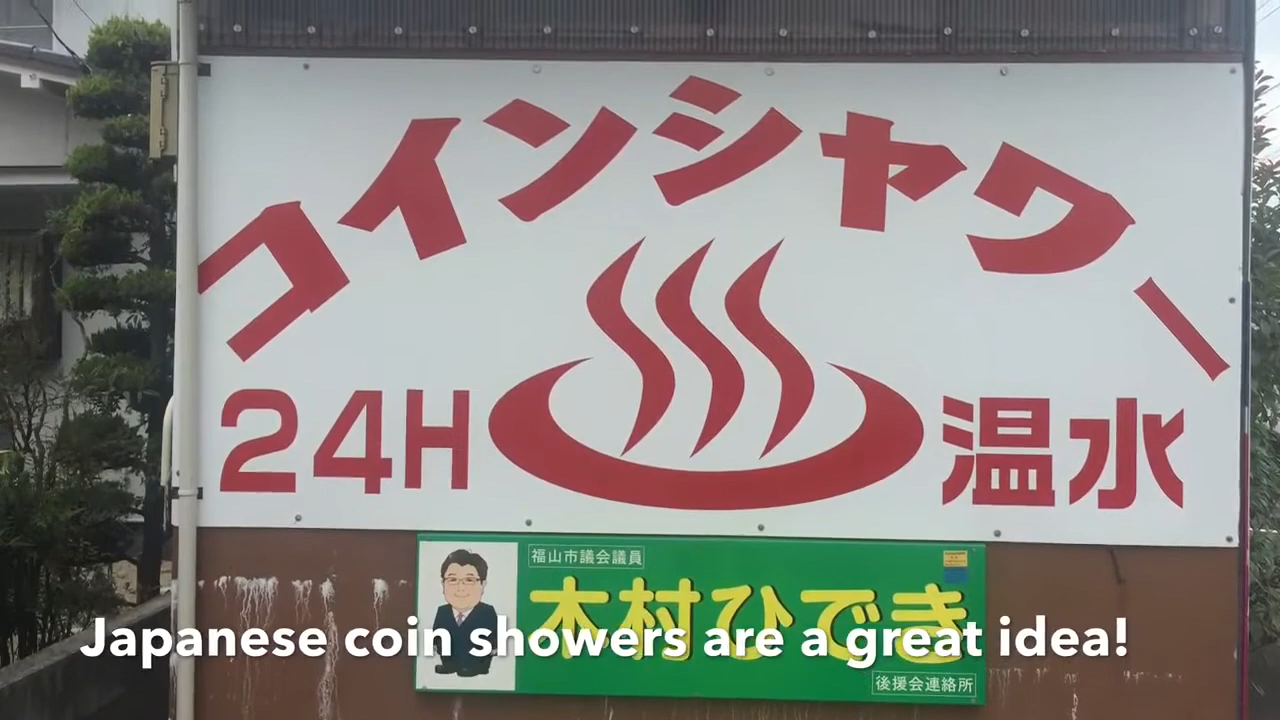 コインシャワー
24H 温水
福山市議会議員
木村ひでき
後援会連絡所
Japanese coin showers are a great idea!